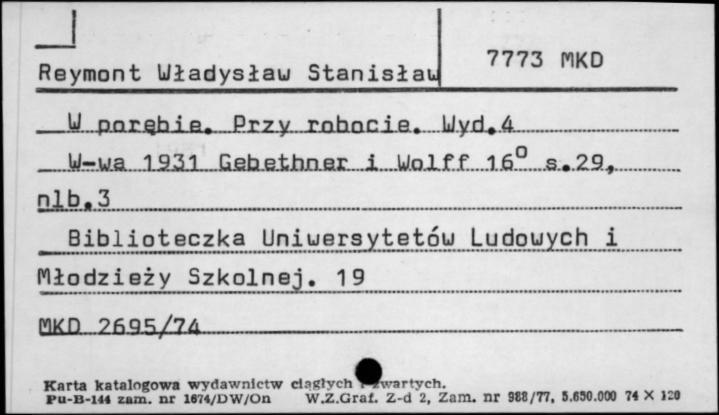 7773 MKD
Reymont Władysław Stanisław
W porębie. Przy robocie. Wyd.4
W-wa 1931 Gebethner i Wolff 16° s.29,
nlb.3
Biblioteczka Uniwersytetów Ludowych i
Młodzieży Szkolnej. 19
MKD 2695/74
Karta katalogowa wydawnictw ciągłych i zwartych.
Pu-B-144 zam. nr 1674/DW/On W.Z.Graf. Z-d 2, Zam. nr 988/77, 5.650.000 74 X 120